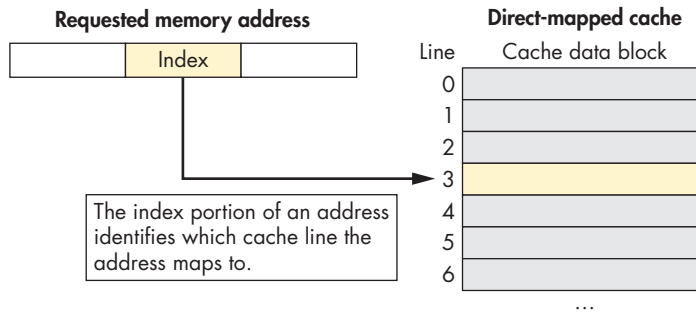 Requested memory address
Index
The index portion of an address
identifies which cache line the
address maps to.
Direct-mapped cache
Line Cache data block
0
1
2
3
4
5
6
...